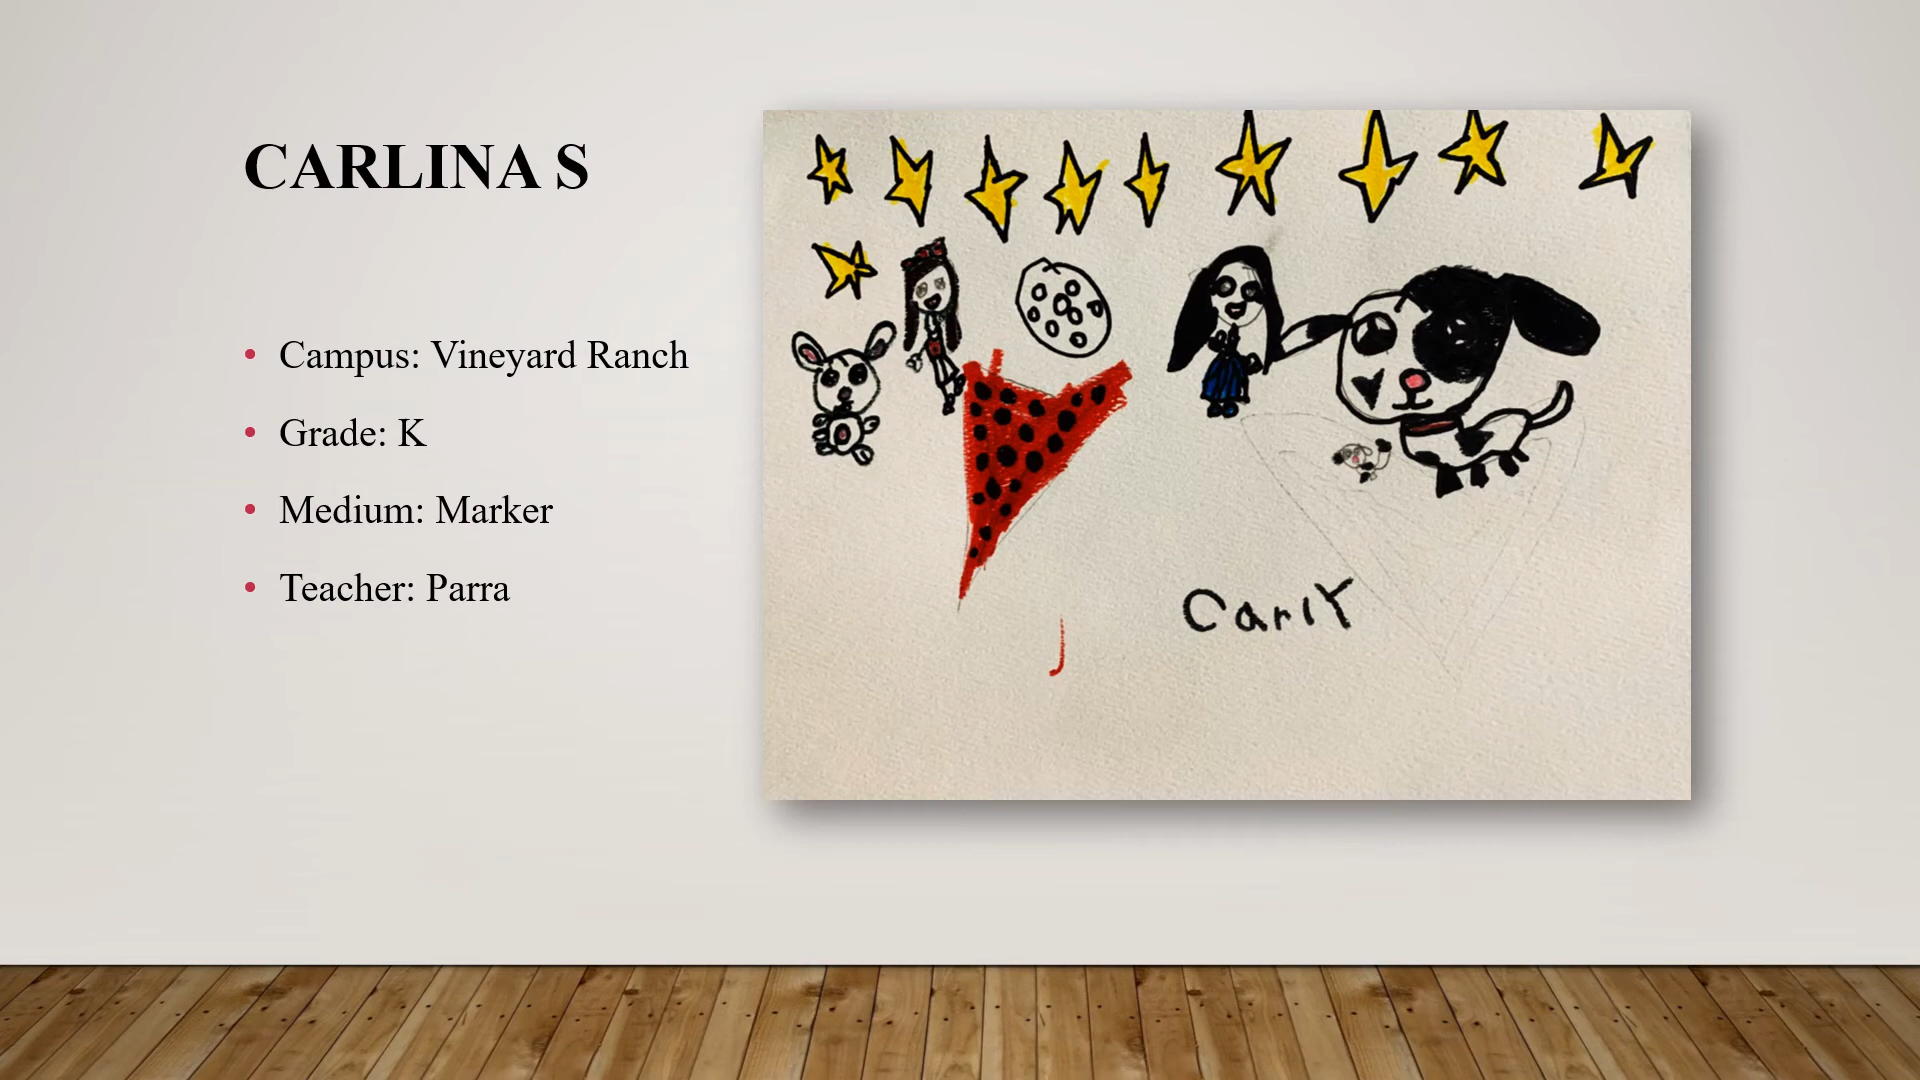 CARLINA S
• Campus: Vineyard Ranch
• Grade: K
• Medium: Marker
• Teacher: Parra
Carly
J